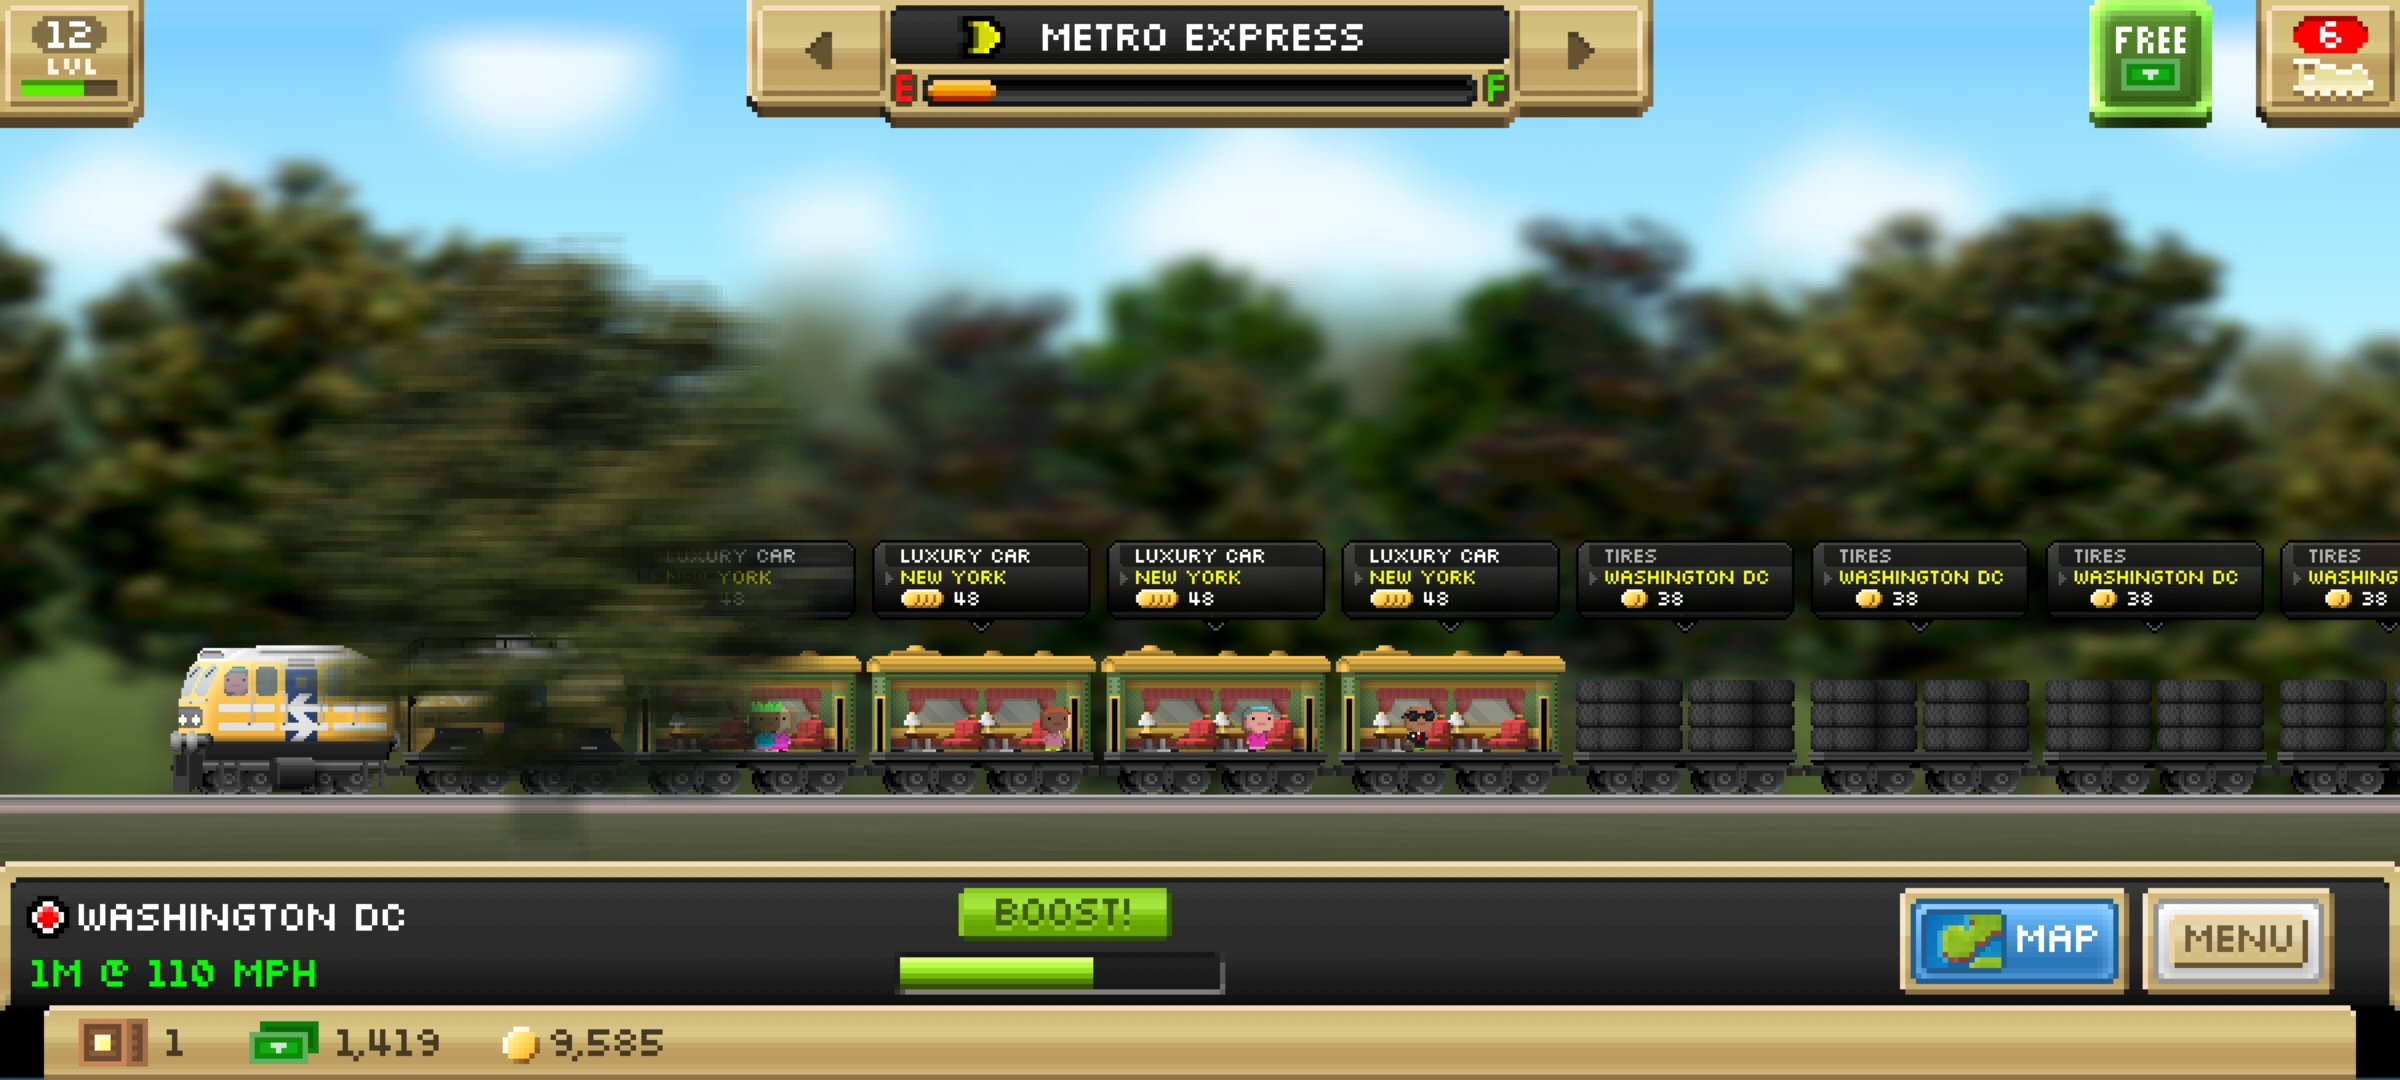 12
LVL
METRO EXPRESS
E F
FREE
6
LUXURY CAR
NEW YORK
48
LUXURY CAR
NEW YORK
48
LUXURY CAR
NEW YORK
48
LUXURY CAR
NEW YORK
48
TIRES
WASHINGTON DC
38
TIRES
WASHINGTON DC
38
TIRES
WASHINGTON DC
38
TIRES
WASHING
38
WASHINGTON DC
1M @ 110 MPH
BOOST!
MAP
MENU
1
1,419
9,585